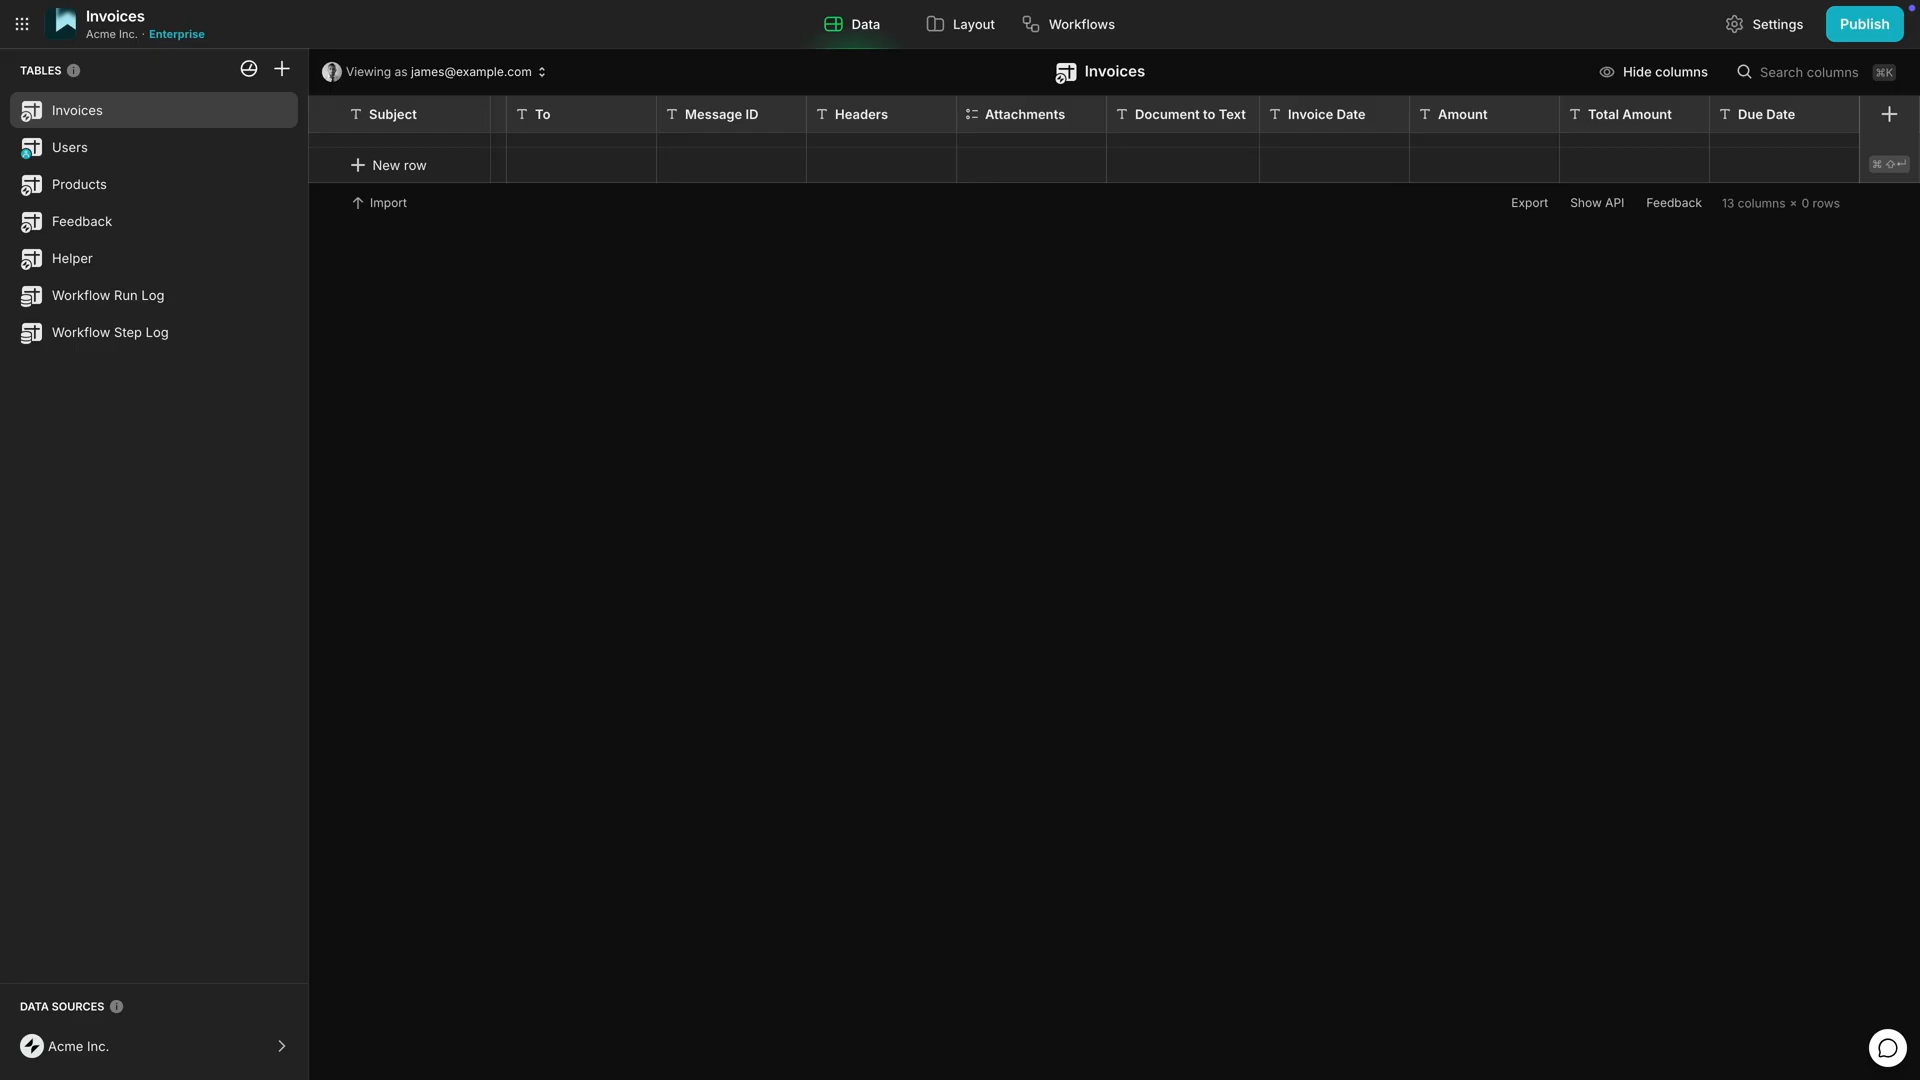 Invoices
Acme Inc. · Enterprise
Data
Layout
Workflows
Settings
Publish
TABLES
Invoices
Users
Products
Feedback
Helper
Workflow Run Log
Workflow Step Log
DATA SOURCES
Acme Inc.
Viewing as james@example.com
Invoices
Hide columns
Search columns ⌘K
Subject
To
Message ID
Headers
Attachments
Document to Text
Invoice Date
Amount
Total Amount
Due Date
New row
⌘ ⇧ ↵
Import
Export
Show API
Feedback
13 columns × 0 rows